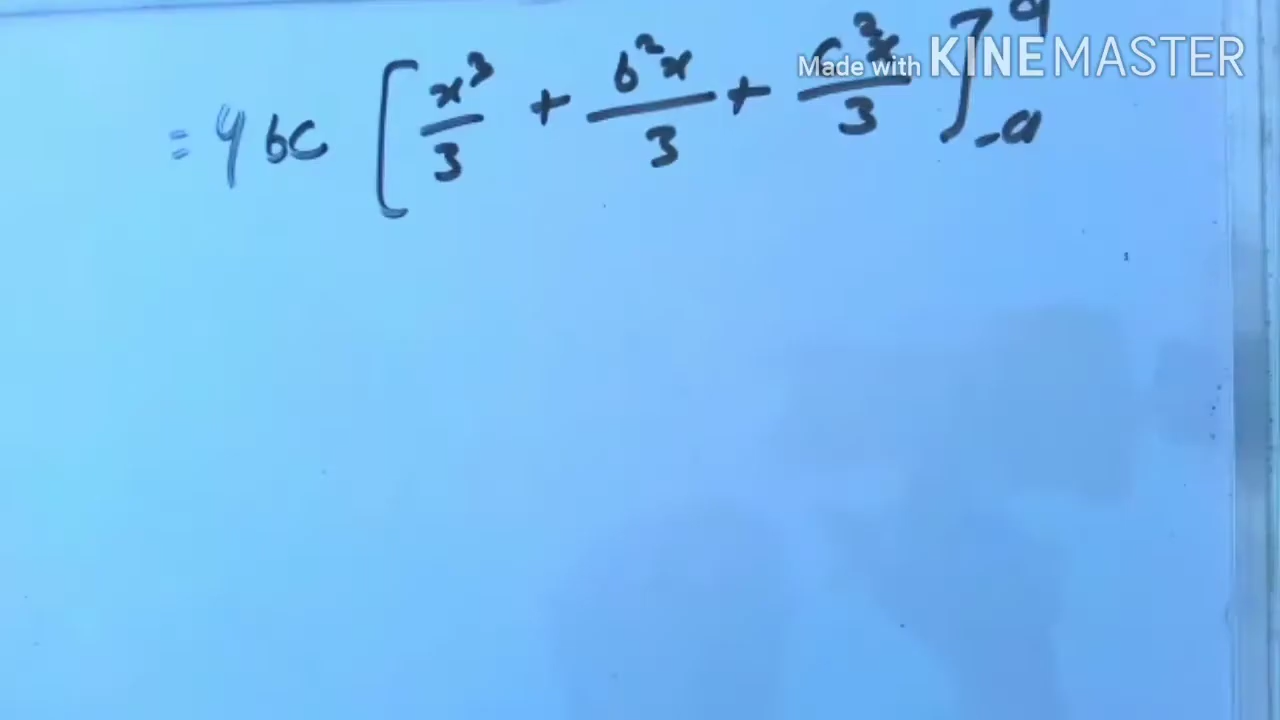 Made with KINEMASTER
= 4bc [x³/3 + b²x/3 + c²x/3]ᵃ₋ₐ